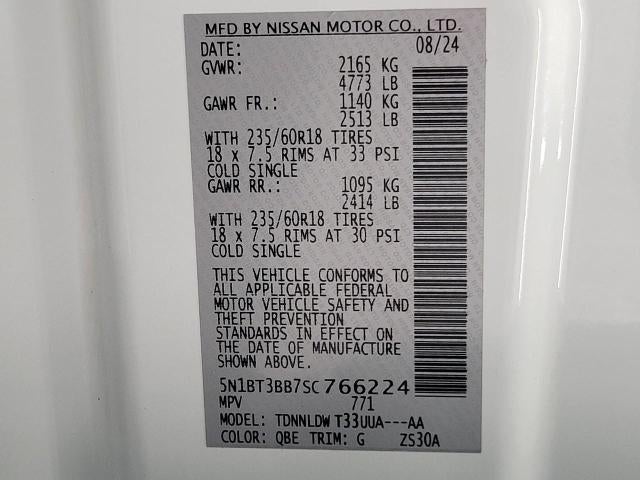 MFD BY NISSAN MOTOR CO., LTD.
DATE: 08/24
GVWR: 2165 KG
4773 LB
GAWR FR.: 1140 KG
2513 LB
WITH 235/60R18 TIRES
18 x 7.5 RIMS AT 33 PSI
COLD SINGLE
GAWR RR.: 1095 KG
2414 LB
WITH 235/60R18 TIRES
18 x 7.5 RIMS AT 30 PSI
COLD SINGLE
THIS VEHICLE CONFORMS TO
ALL APPLICABLE FEDERAL
MOTOR VEHICLE SAFETY AND
THEFT PREVENTION
STANDARDS IN EFFECT ON
THE DATE OF MANUFACTURE
SHOWN ABOVE.
5N1BT3BB7SC766224
MPV 771
MODEL: TDNNLDW T33UUA---AA
COLOR: QBE TRIM: G ZS30A